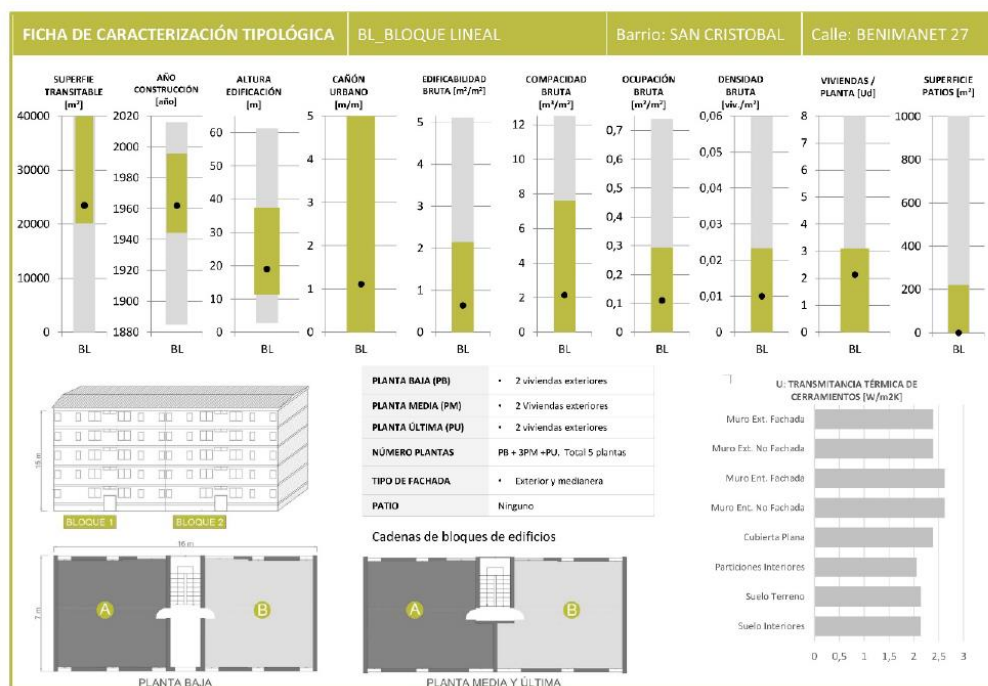 FICHA DE CARACTERIZACIÓN TIPOLÓGICA
BL_BLOQUE LINEAL
Barrio: SAN CRISTOBAL
Calle: BENIMANET 27
SUPERFIE
TRANSITABLE
[m²]
40000
30000
20000
10000
0
BL
AÑO
CONSTRUCCIÓN
[año]
2020
2000
1980
1960
1940
1920
1900
1880
BL
ALTURA
EDIFICACIÓN
[m]
60
50
40
30
20
10
0
BL
CAÑÓN
URBANO
[m/m]
5
4
3
2
1
0
BL
EDIFICABILIDAD
BRUTA [m²/m²]
5
4
3
2
1
0
BL
COMPACIDAD
BRUTA
[m³/m²]
12
10
8
6
4
2
0
BL
OCUPACIÓN
BRUTA
[m²/m²]
0,7
0,6
0,5
0,4
0,3
0,2
0,1
0
BL
DENSIDAD
BRUTA
[viv./m²]
0,06
0,05
0,04
0,03
0,02
0,01
0
BL
VIVIENDAS /
PLANTA [Ud]
8
7
6
5
4
3
2
1
0
BL
SUPERFICIE
PATIOS [m²]
1000
800
600
400
200
0
BL
15 m
BLOQUE 1
BLOQUE 2
PLANTA BAJA (PB)
• 2 viviendas exteriores
PLANTA MEDIA (PM)
• 2 Viviendas exteriores
PLANTA ÚLTIMA (PU)
• 2 viviendas exteriores
NÚMERO PLANTAS
PB + 3PM +PU. Total 5 plantas
TIPO DE FACHADA
• Exterior y medianera
PATIO
Ninguno
Cadenas de bloques de edificios
16 m
7 m
A
B
PLANTA BAJA
A
B
PLANTA MEDIA Y ÚLTIMA
U: TRANSMITANCIA TÉRMICA DE
CERRAMIENTOS [W/m2K]
Muro Ext. Fachada
Muro Ext. No Fachada
Muro Ent. Fachada
Muro Ent. No Fachada
Cubierta Plana
Particiones Interiores
Suelo Terreno
Suelo Interiores
0
0,5
1
1,5
2
2,5
3